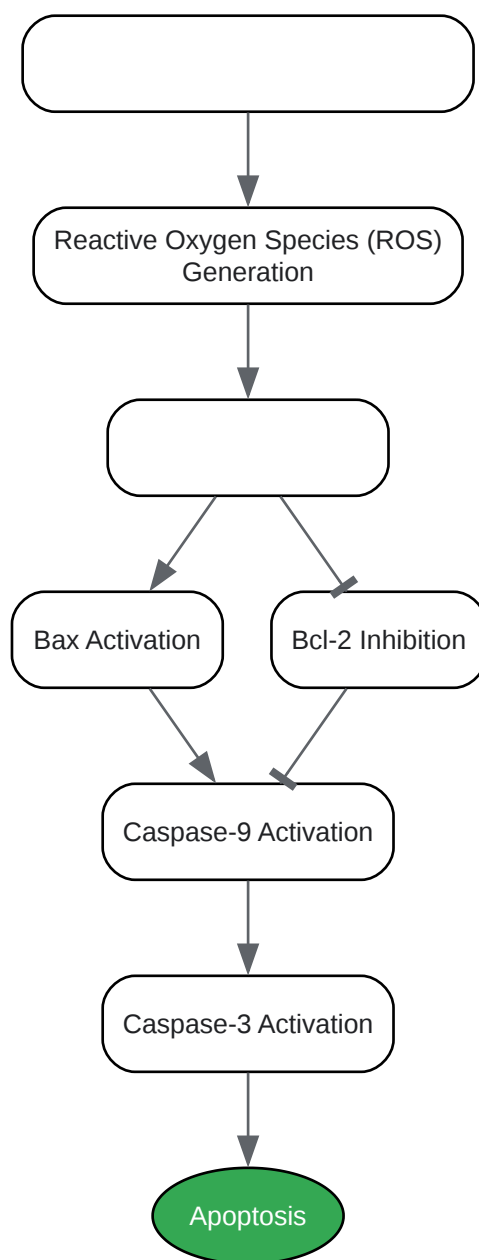 Reactive Oxygen Species (ROS)
Generation
Bax Activation
Bcl-2 Inhibition
Caspase-9 Activation
Caspase-3 Activation
Apoptosis